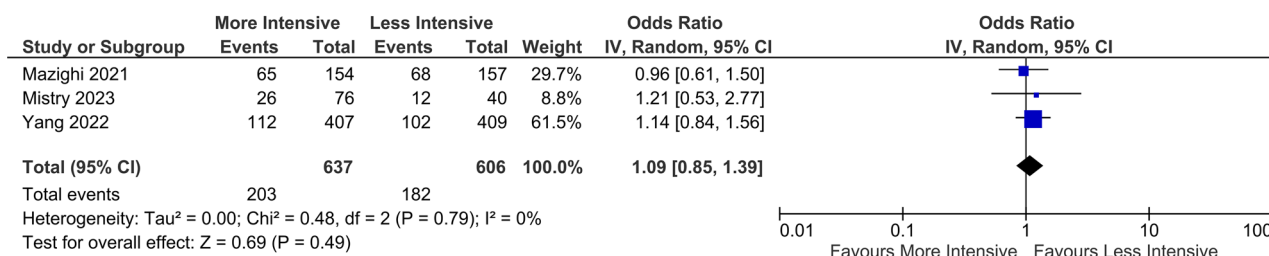 More Intensive Less Intensive Odds Ratio Odds Ratio
Study or Subgroup Events Total Events Total Weight IV, Random, 95% CI IV, Random, 95% CI
Mazighi 2021 65 154 68 157 29.7% 0.96 [0.61, 1.50]
Mistry 2023 26 76 12 40 8.8% 1.21 [0.53, 2.77]
Yang 2022 112 407 102 409 61.5% 1.14 [0.84, 1.56]
Total (95% CI) 637 606 100.0% 1.09 [0.85, 1.39]
Total events 203 182
Heterogeneity: Tau² = 0.00; Chi² = 0.48, df = 2 (P = 0.79); I² = 0%
Test for overall effect: Z = 0.69 (P = 0.49)
0.01 0.1 1 10 100
Favours More Intensive Favours Less Intensive